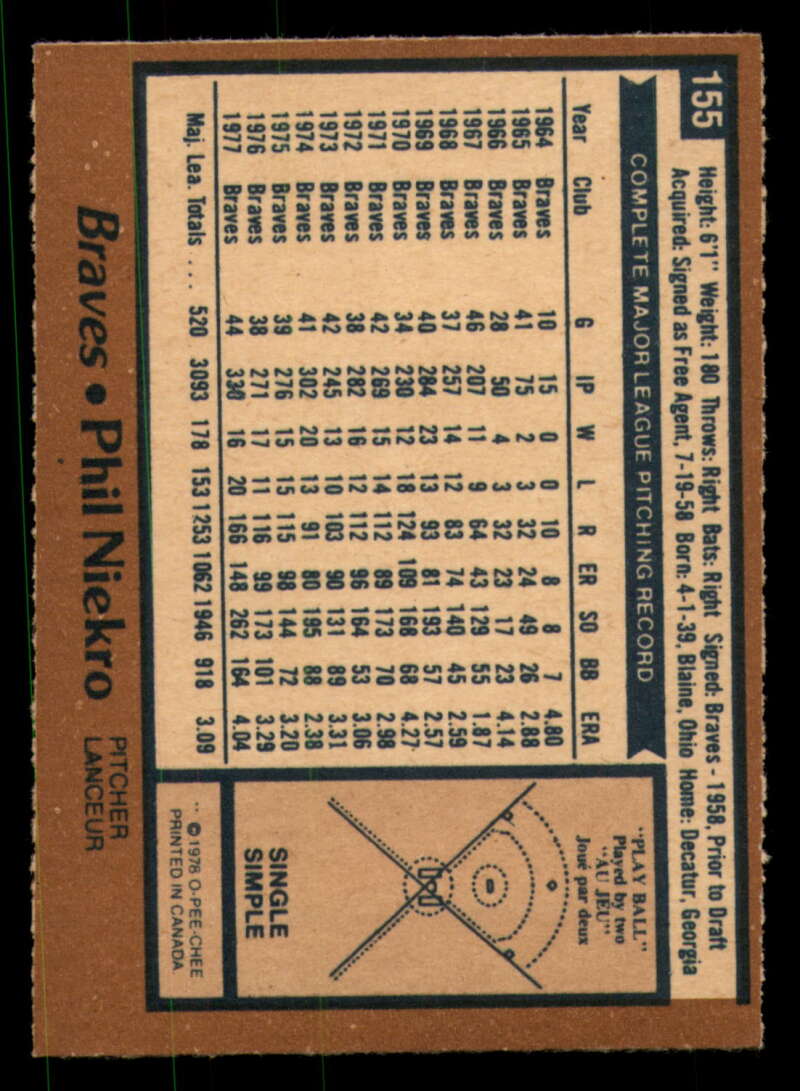 155
Height: 6'1" Weight: 180 Throws: Right Bats: Right Signed: Braves - 1958, Prior to Draft
Acquired: Signed as Free Agent, 7-19-58 Born: 4-1-39, Blaine, Ohio Home: Decatur, Georgia
COMPLETE MAJOR LEAGUE PITCHING RECORD
Year Club G IP W L R ER SO BB ERA
1964 Braves 10 15 0 0 10 8 8 7 4.80
1965 Braves 41 75 2 3 32 24 49 26 2.88
1966 Braves 28 50 4 3 32 23 17 23 4.14
1967 Braves 46 207 11 9 64 43 129 55 1.87
1968 Braves 37 257 14 12 83 74 140 45 2.59
1969 Braves 40 284 23 13 93 81 193 57 2.57
1970 Braves 34 230 12 18 124 109 168 68 4.27
1971 Braves 42 269 15 14 112 89 173 70 2.98
1972 Braves 38 282 16 12 112 96 164 53 3.06
1973 Braves 42 245 13 10 103 90 131 89 3.31
1974 Braves 41 302 20 13 91 80 195 88 2.38
1975 Braves 39 276 15 15 115 98 144 72 3.20
1976 Braves 38 271 17 11 116 99 173 101 3.29
1977 Braves 44 330 16 20 166 148 262 164 4.04
Maj. Lea. Totals .... 520 3093 178 153 1253 1062 1946 918 3.09
"PLAY BALL"
Played by two
"AU JEU"
Joué par deux
SINGLE
SIMPLE
** © 1978 O-PEE-CHEE
PRINTED IN CANADA
Braves • Phil Niekro
PITCHER
LANCEUR